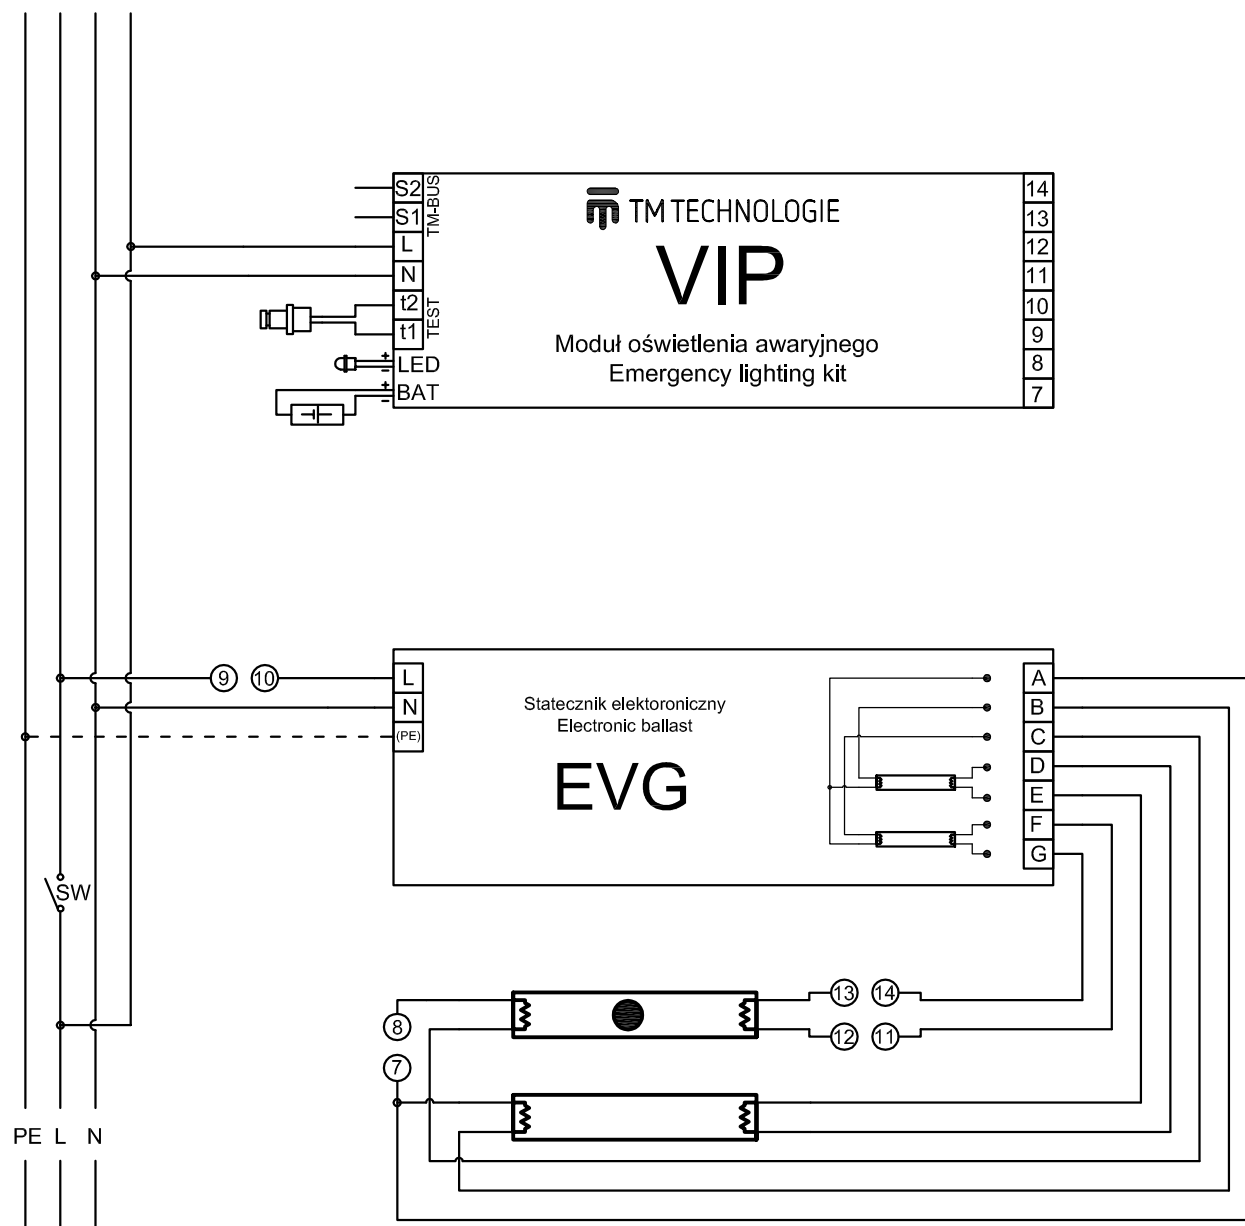 S2
S1
TM-BUS
L
N
t2
t1
TEST
+
LED
-
+
BAT
-
TM TECHNOLOGIE
VIP
Moduł oświetlenia awaryjnego
Emergency lighting kit
14
13
12
11
10
9
8
7
9
10
L
N
(PE)
Statecznik elektoroniczny
Electronic ballast
EVG
A
B
C
D
E
F
G
SW
13
14
8
12
11
7
PE L N